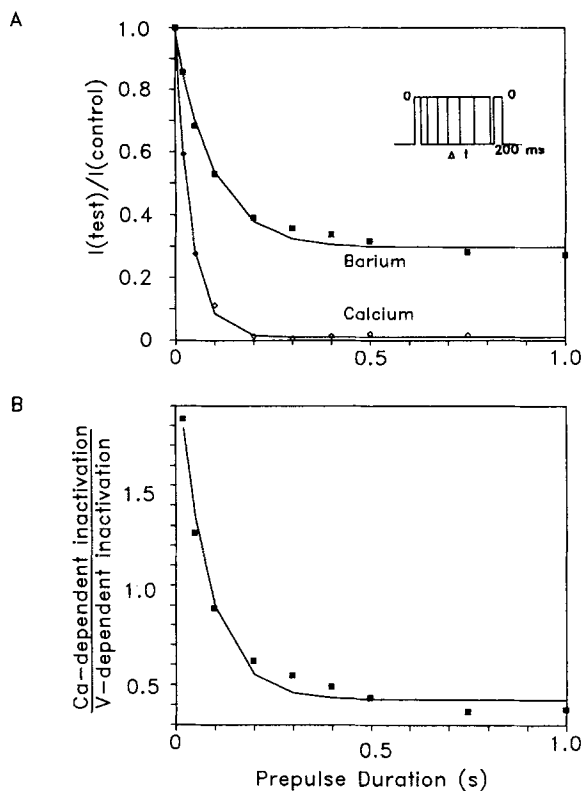 A
I(test)/I(control)
1.0
0.8
0.6
0.4
0.2
0
0 0
Δ t 200 ms
Barium
Calcium
0 0.5 1.0
B
Ca-dependent inactivation
V-dependent inactivation
1.5
1.0
0.5
0 0.5 1.0
Prepulse Duration (s)